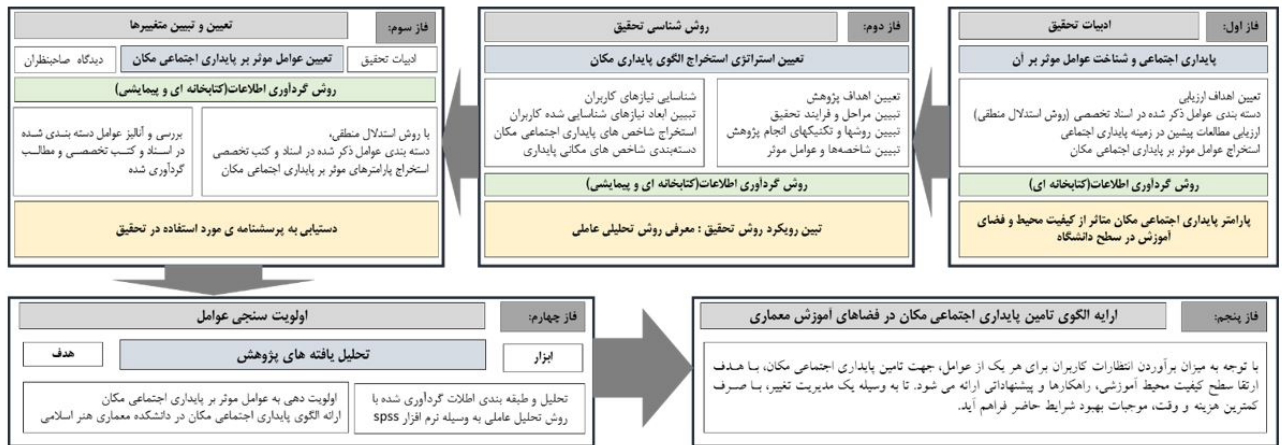 فاز اول:
ادبیات تحقیق
پایداری اجتماعی و شناخت عوامل موثر بر آن
تعیین اهداف ارزیابی
دسته بندی عوامل ذکر شده در اسناد تخصصی (روش استدلال منطقی)
ارزیابی مطالعات پیشین در زمینه پایداری اجتماعی
استخراج عوامل موثر بر پایداری اجتماعی مکان
روش گردآوری اطلاعات(کتابخانه ای)
پارامتر پایداری اجتماعی مکان متاثر از کیفیت محیط و فضای
آموزش در سطح دانشگاه
فاز دوم:
روش شناسی تحقیق
تعیین استراتژی استخراج الگوی پایداری مکان
تعیین اهداف پژوهش
تبیین مراحل و فرایند تحقیق
تبیین روشها و تکنیکهای انجام پژوهش
تبیین شاخصه‌ها و عوامل موثر
شناسایی نیازهای کاربران
تبیین ابعاد نیازهای شناسایی شده کاربران
استخراج شاخص های پایداری اجتماعی مکان
دسته‌بندی شاخص های مکانی پایداری
روش گردآوری اطلاعات(کتابخانه ای و پیمایشی)
تبین رویکرد روش تحقیق : معرفی روش تحلیلی عاملی
فاز سوم:
تعیین و تبیین متغییرها
ادبیات تحقیق
تعیین عوامل موثر بر پایداری اجتماعی مکان
دیدگاه صاحبنظران
روش گردآوری اطلاعات(کتابخانه ای و پیمایشی)
با روش استدلال منطقی،
دسته بندی عوامل ذکر شده در اسناد و کتب تخصصی
استخراج پارامترهای موثر بر پایداری اجتماعی مکان
بررسی و آنالیز عوامل دسته بندی شده
در اسناد و کتب تخصصی و مطالب
گردآوری شده
دستیابی به پرسشنامه ی مورد استفاده در تحقیق
فاز چهارم:
اولویت سنجی عوامل
ابزار
تحلیل یافته های پژوهش
هدف
تحلیل و طبقه بندی اطلات گردآوری شده با
روش تحلیل عاملی به وسیله نرم افزار spss
اولویت دهی به عوامل موثر بر پایداری اجتماعی مکان
ارائه الگوی پایداری اجتماعی مکان در دانشکده معماری هنر اسلامی
فاز پنجم:
ارایه الگوی تامین پایداری اجتماعی مکان در فضاهای آموزش معماری
با توجه به میزان برآوردن انتظارات کاربران برای هر یک از عوامل، جهت تامین پایداری اجتماعی مکان، با هدف
ارتقا سطح کیفیت محیط آموزشی، راهکارها و پیشنهاداتی ارائه می شود. تا به وسیله یک مدیریت تغییر، با صرف
کمترین هزینه و وقت، موجبات بهبود شرایط حاضر فراهم آید.